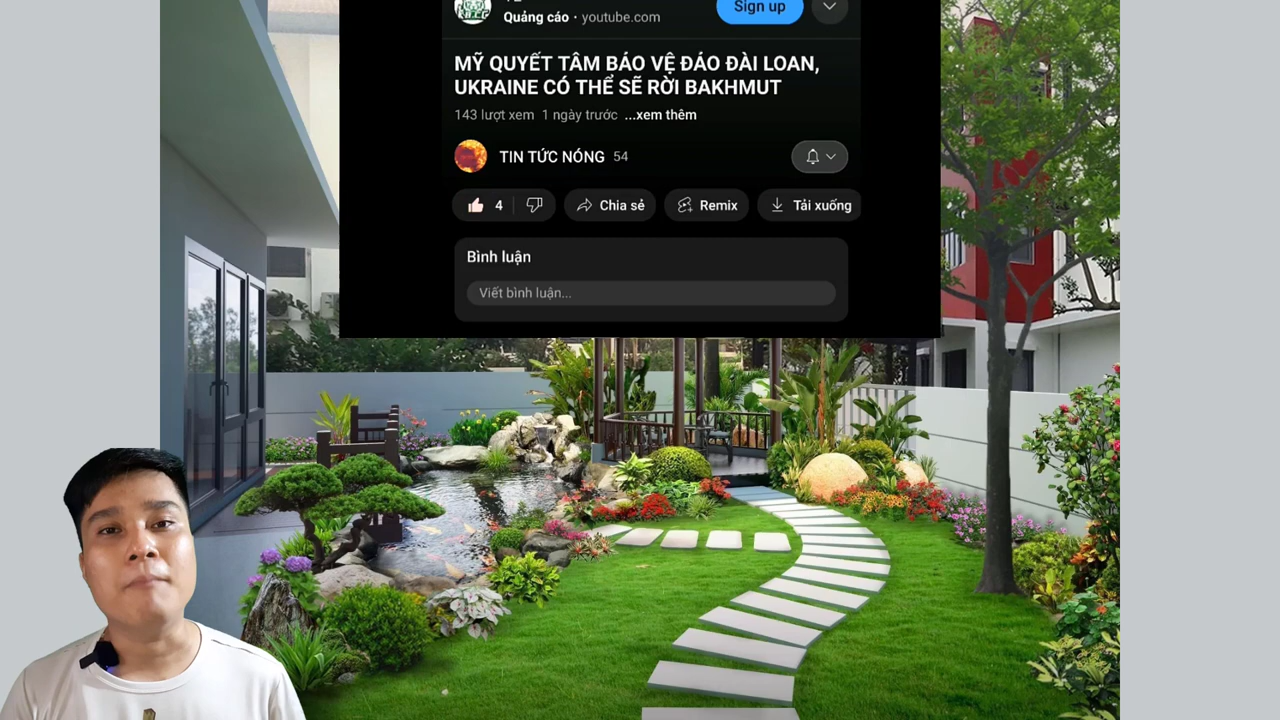 Quảng cáo · youtube.com
Sign up
MỸ QUYẾT TÂM BẢO VỆ ĐẢO ĐÀI LOAN,
UKRAINE CÓ THỂ SẼ RỜI BAKHMUT
143 lượt xem 1 ngày trước ...xem thêm
TIN TỨC NÓNG 54
4 Chia sẻ Remix Tải xuống
Bình luận
Viết bình luận...